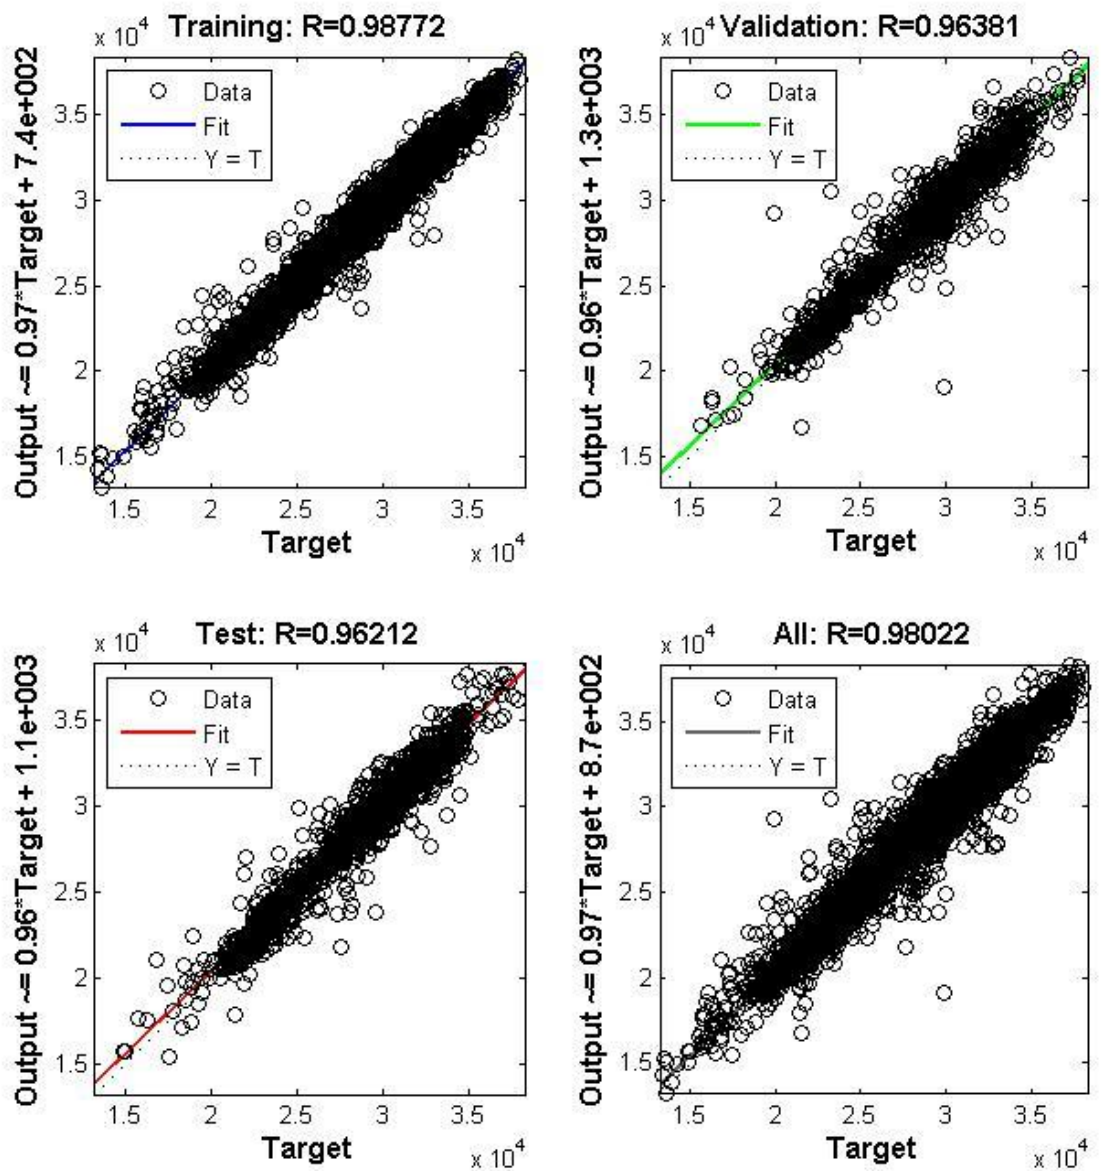 x 10^4 Training: R=0.98772
Output ~= 0.97*Target + 7.4e+002
Data
Fit
Y = T
3.5
3
2.5
2
1.5
1.5 2 2.5 3 3.5
Target
x 10^4
x 10^4 Validation: R=0.96381
Output ~= 0.96*Target + 1.3e+003
Data
Fit
Y = T
3.5
3
2.5
2
1.5
1.5 2 2.5 3 3.5
Target
x 10^4
x 10^4 Test: R=0.96212
Output ~= 0.96*Target + 1.1e+003
Data
Fit
Y = T
3.5
3
2.5
2
1.5
1.5 2 2.5 3 3.5
Target
x 10^4
x 10^4 All: R=0.98022
Output ~= 0.97*Target + 8.7e+002
Data
Fit
Y = T
3.5
3
2.5
2
1.5
1.5 2 2.5 3 3.5
Target
x 10^4